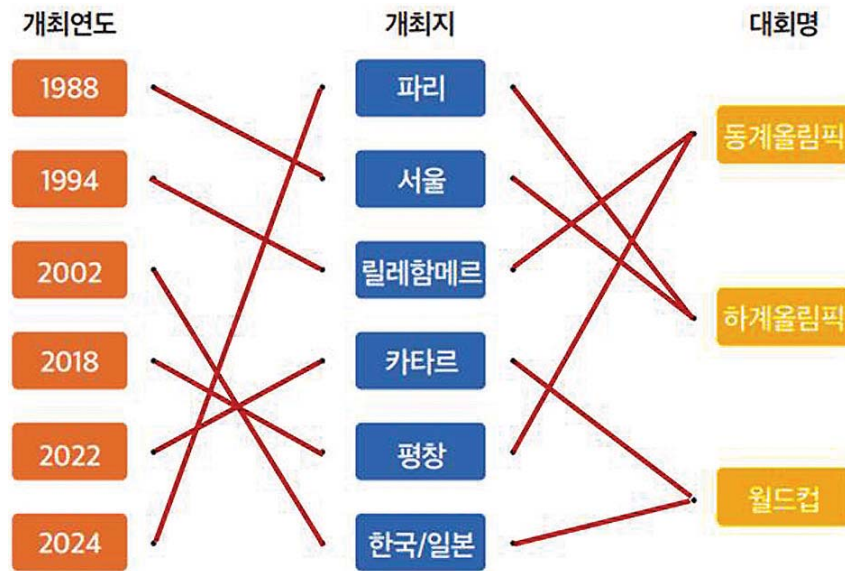 개최연도 개최지 대회명
1988 파리
동계올림픽
1994 서울
2002 릴레함메르
하계올림픽
2018 카타르
2022 평창
월드컵
2024 한국/일본